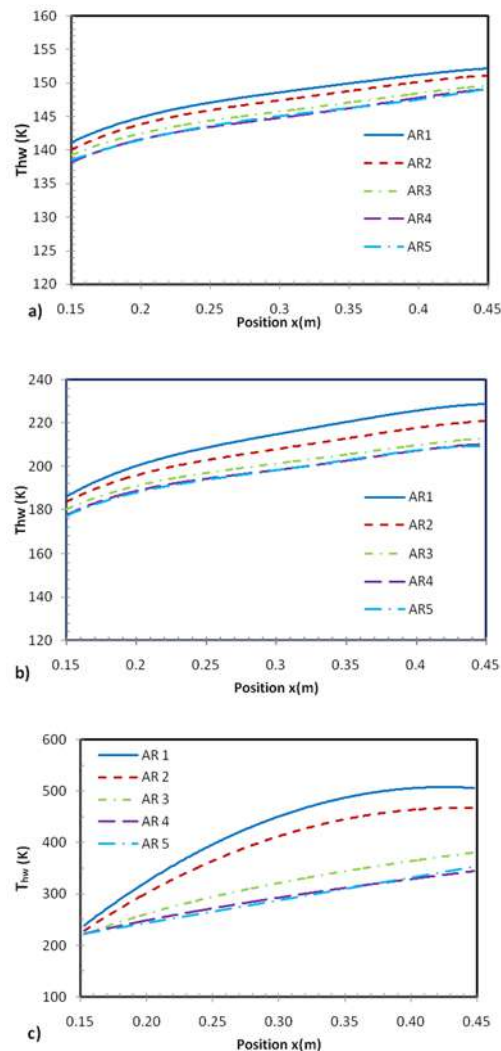 160
155
150
145
140
135
130
125
120
Thw (K)
AR1
AR2
AR3
AR4
AR5
0.15 0.2 0.25 0.3 0.35 0.4 0.45
a)
Position x(m)
240
220
200
180
160
140
120
Thw (K)
AR1
AR2
AR3
AR4
AR5
0.15 0.2 0.25 0.3 0.35 0.4 0.45
b)
Position x(m)
600
500
400
300
200
100
Thw (K)
AR 1
AR 2
AR 3
AR 4
AR 5
0.15 0.20 0.25 0.30 0.35 0.40 0.45
c)
Position x(m)